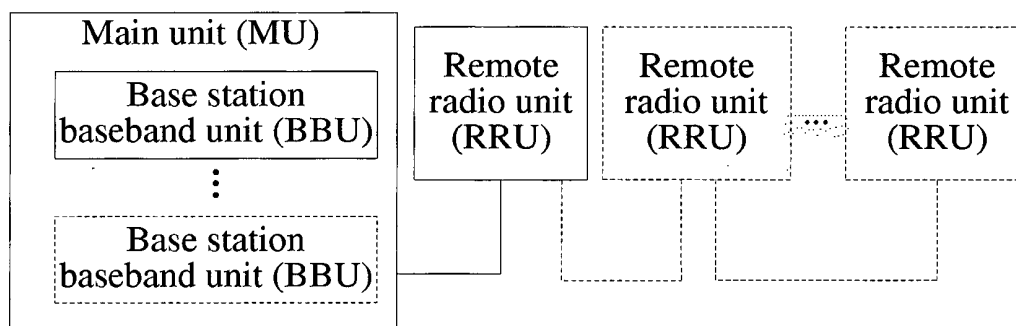 Main unit (MU)
Base station
baseband unit (BBU)
Base station
baseband unit (BBU)
Remote
radio unit
(RRU)
Remote
radio unit
(RRU)
Remote
radio unit
(RRU)